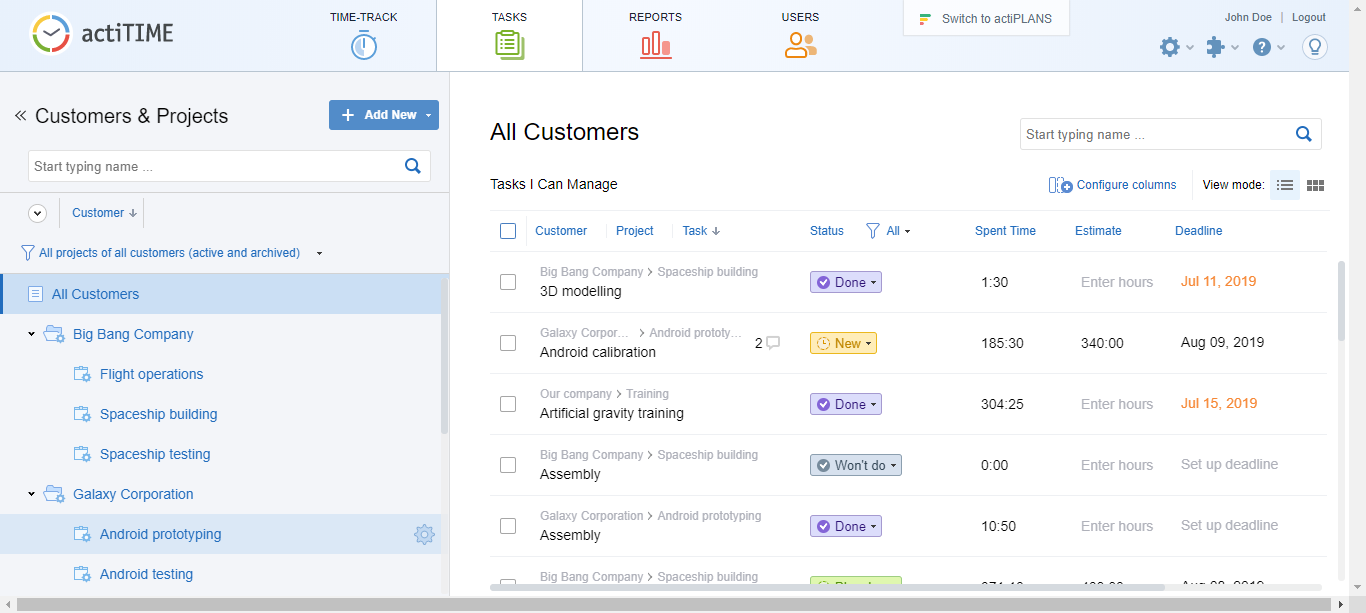 actiTIME
TIME-TRACK
TASKS
REPORTS
USERS
Switch to actiPLANS
John Doe
Logout
Customers & Projects
Add New
Start typing name ...
Customer
All projects of all customers (active and archived)
All Customers
Big Bang Company
Flight operations
Spaceship building
Spaceship testing
Galaxy Corporation
Android prototyping
Android testing
All Customers
Start typing name ...
Tasks I Can Manage
Configure columns
View mode:
Customer Project Task Status All Spent Time Estimate Deadline
Big Bang Company > Spaceship building
3D modelling Done 1:30 Enter hours Jul 11, 2019
Galaxy Corpor... > Android prototy...
Android calibration 2 New 185:30 340:00 Aug 09, 2019
Our company > Training
Artificial gravity training Done 304:25 Enter hours Jul 15, 2019
Big Bang Company > Spaceship building
Assembly Won't do 0:00 Enter hours Set up deadline
Galaxy Corporation > Android prototyping
Assembly Done 10:50 Enter hours Set up deadline
Big Bang Company > Spaceship building